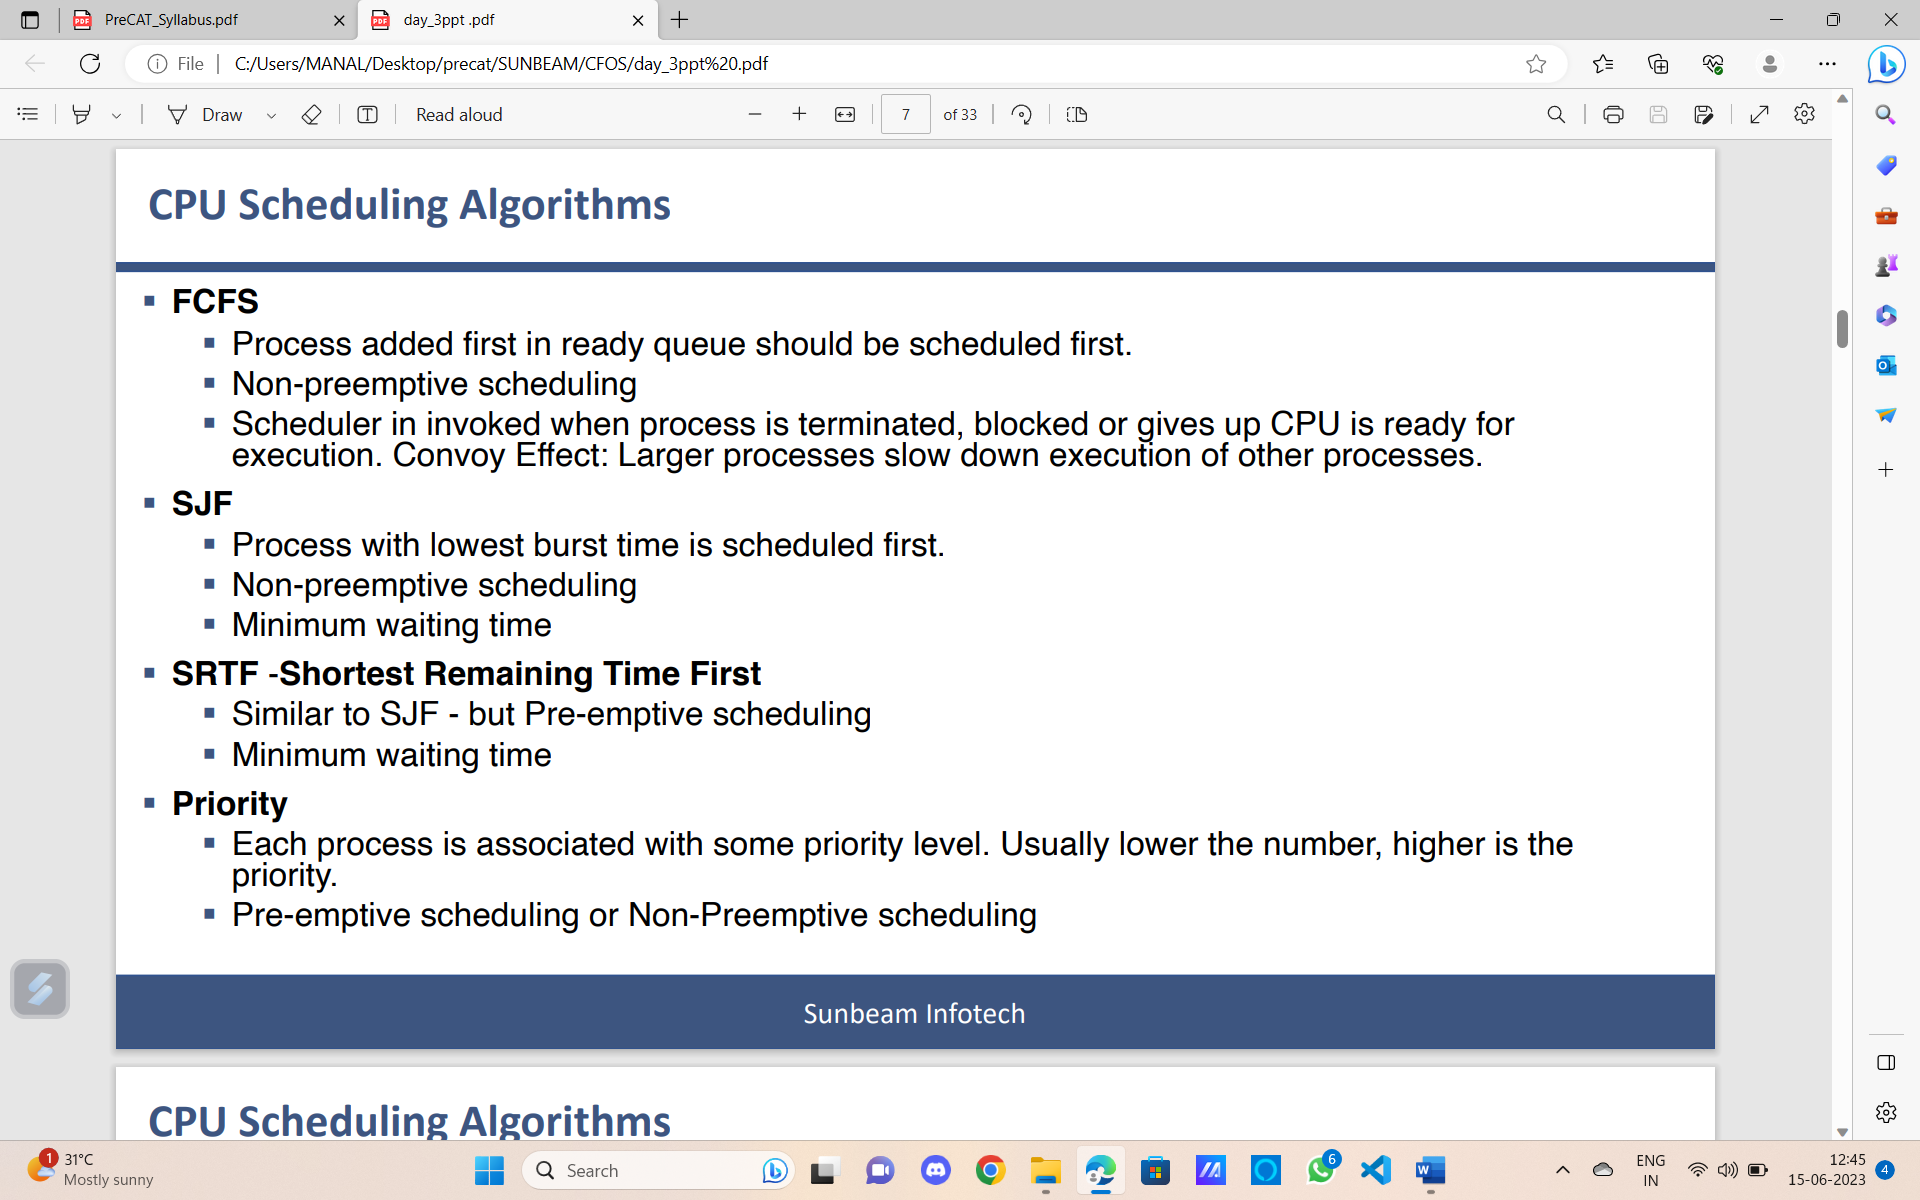 PreCAT_Syllabus.pdf
day_3ppt .pdf
File
C:/Users/MANAL/Desktop/precat/SUNBEAM/CFOS/day_3ppt%20.pdf
Draw
Read aloud
7
of 33
CPU Scheduling Algorithms
FCFS
Process added first in ready queue should be scheduled first.
Non-preemptive scheduling
Scheduler in invoked when process is terminated, blocked or gives up CPU is ready for
execution. Convoy Effect: Larger processes slow down execution of other processes.
SJF
Process with lowest burst time is scheduled first.
Non-preemptive scheduling
Minimum waiting time
SRTF -Shortest Remaining Time First
Similar to SJF - but Pre-emptive scheduling
Minimum waiting time
Priority
Each process is associated with some priority level. Usually lower the number, higher is the
priority.
Pre-emptive scheduling or Non-Preemptive scheduling
Sunbeam Infotech
CPU Scheduling Algorithms
1
31°C
Mostly sunny
Search
6
ENG
IN
12:45
15-06-2023
4